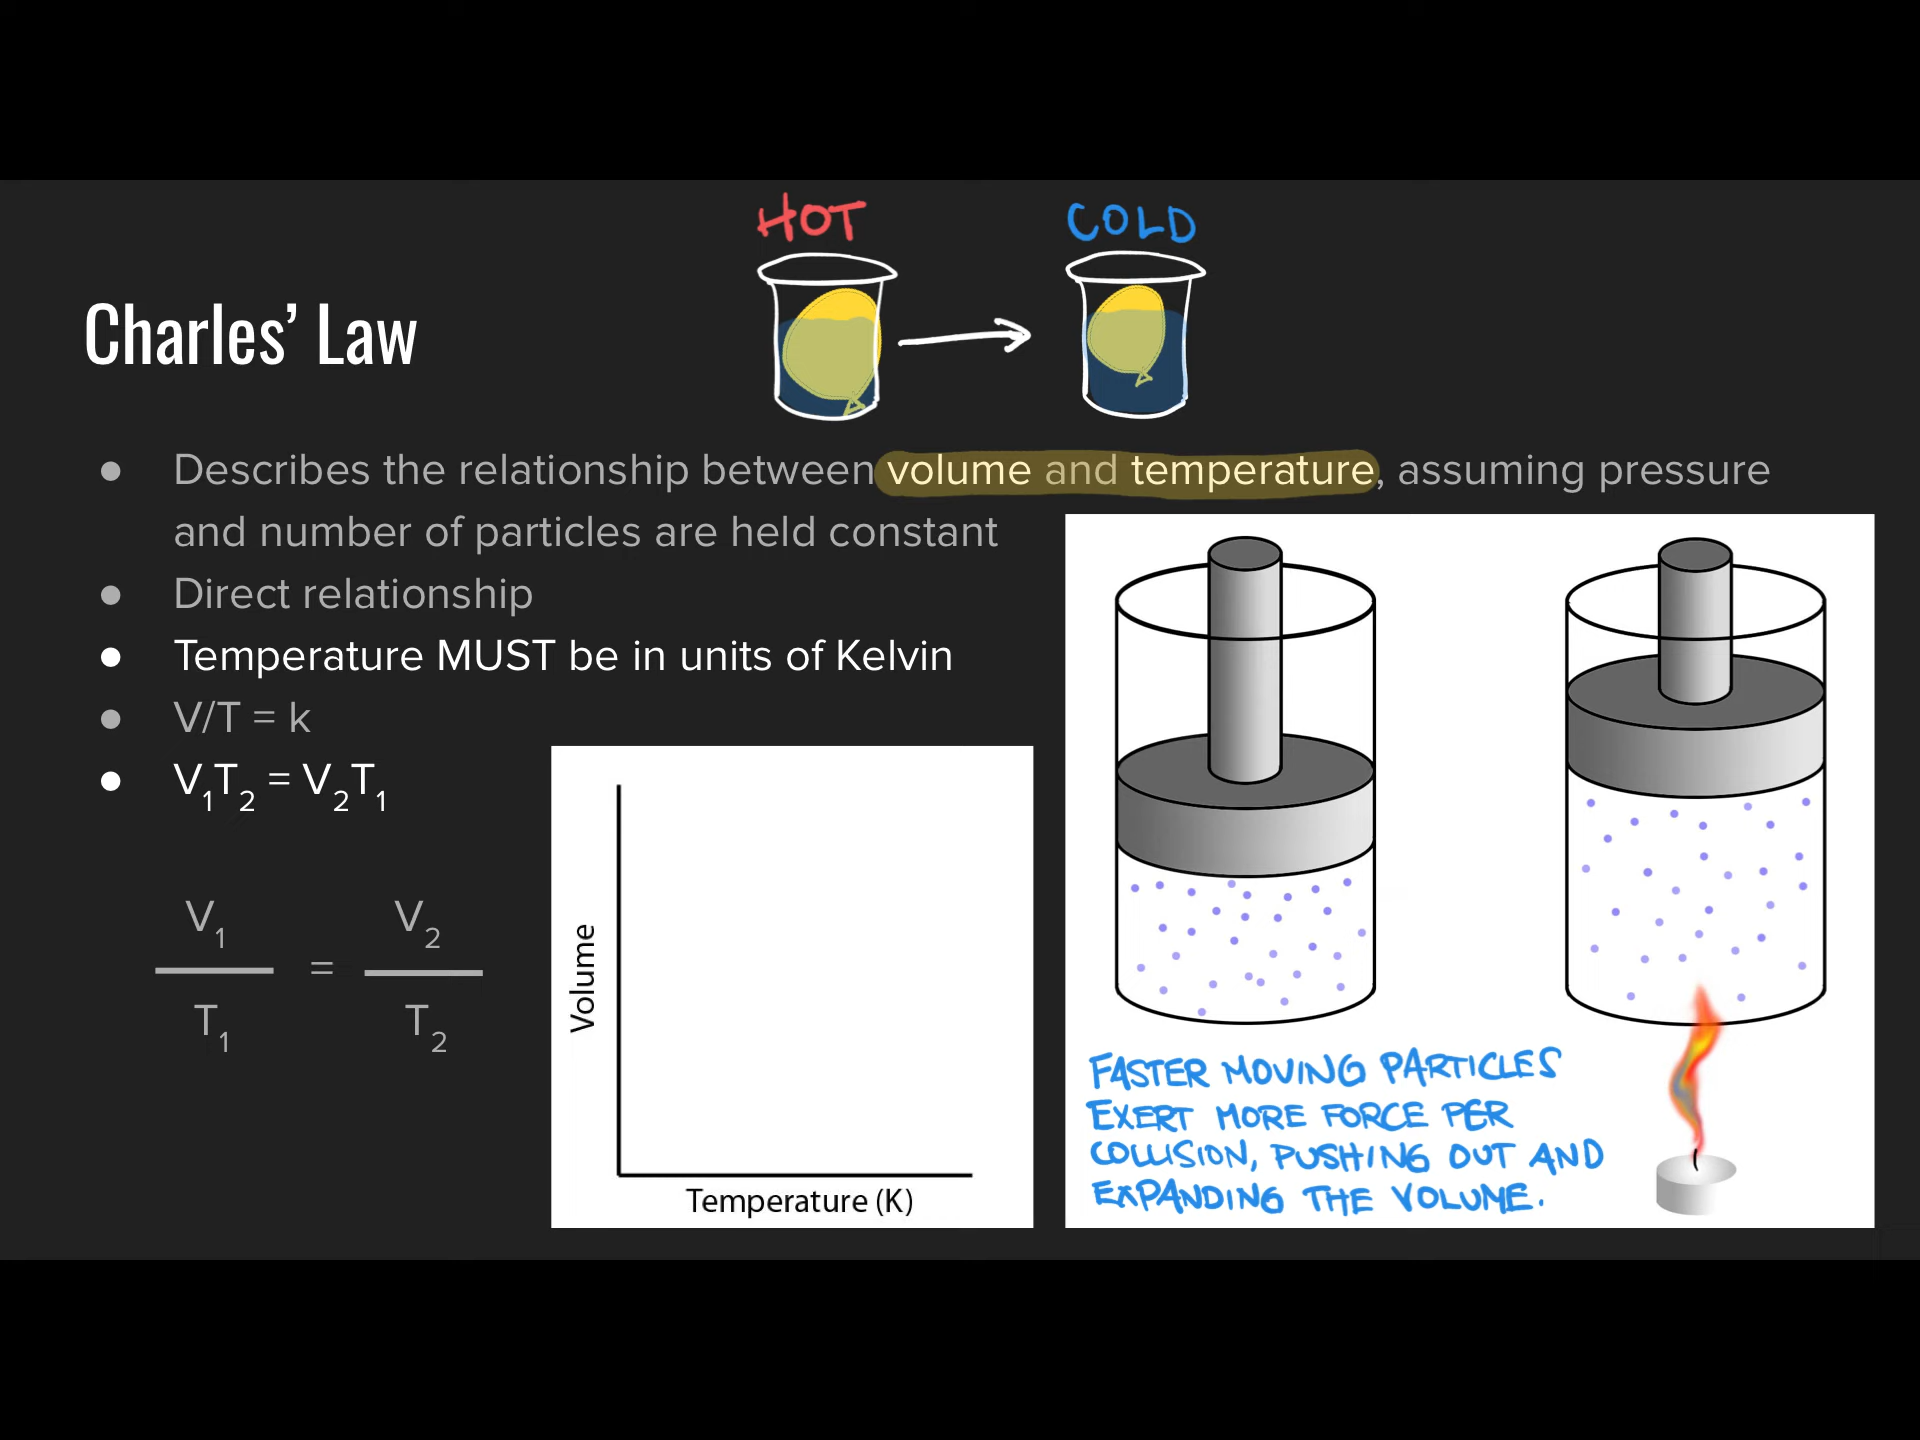 HOT
COLD
Charles’ Law
● Describes the relationship between volume and temperature, assuming pressure
and number of particles are held constant
● Direct relationship
● Temperature MUST be in units of Kelvin
● V/T = k
● V₁T₂ = V₂T₁
V₁ = V₂
T₁ T₂
Volume
Temperature (K)
FASTER MOVING PARTICLES
EXERT MORE FORCE PER
COLLISION, PUSHING OUT AND
EXPANDING THE VOLUME.